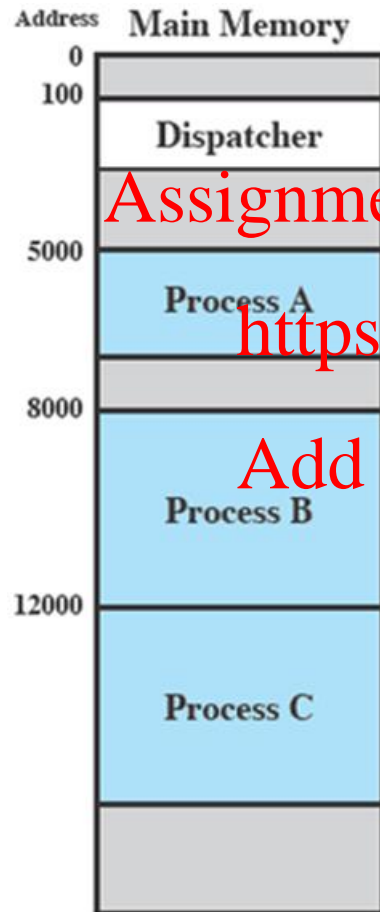 Address Main Memory
0
100
Dispatcher
Assignme
5000
Process A
https
8000
Add
Process B
12000
Process C